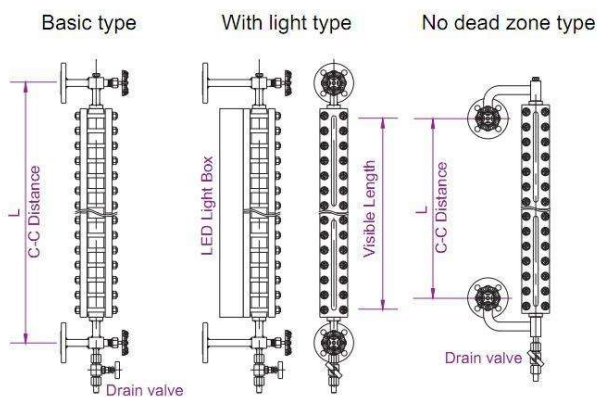 Basic type
With light type
No dead zone type
L
C-C Distance
LED Light Box
Visible Length
L
C-C Distance
Drain valve
Drain valve